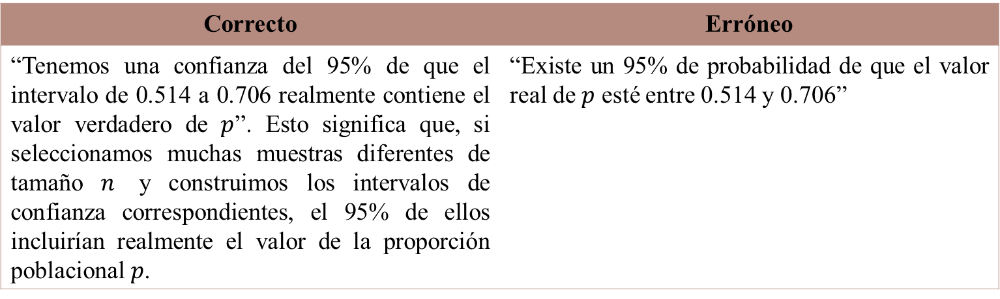 Correcto
Erróneo
“Tenemos una confianza del 95% de que el
intervalo de 0.514 a 0.706 realmente contiene el
valor verdadero de p”. Esto significa que, si
seleccionamos muchas muestras diferentes de
tamaño n y construimos los intervalos de
confianza correspondientes, el 95% de ellos
incluirían realmente el valor de la proporción
poblacional p.
“Existe un 95% de probabilidad de que el valor
real de p esté entre 0.514 y 0.706”